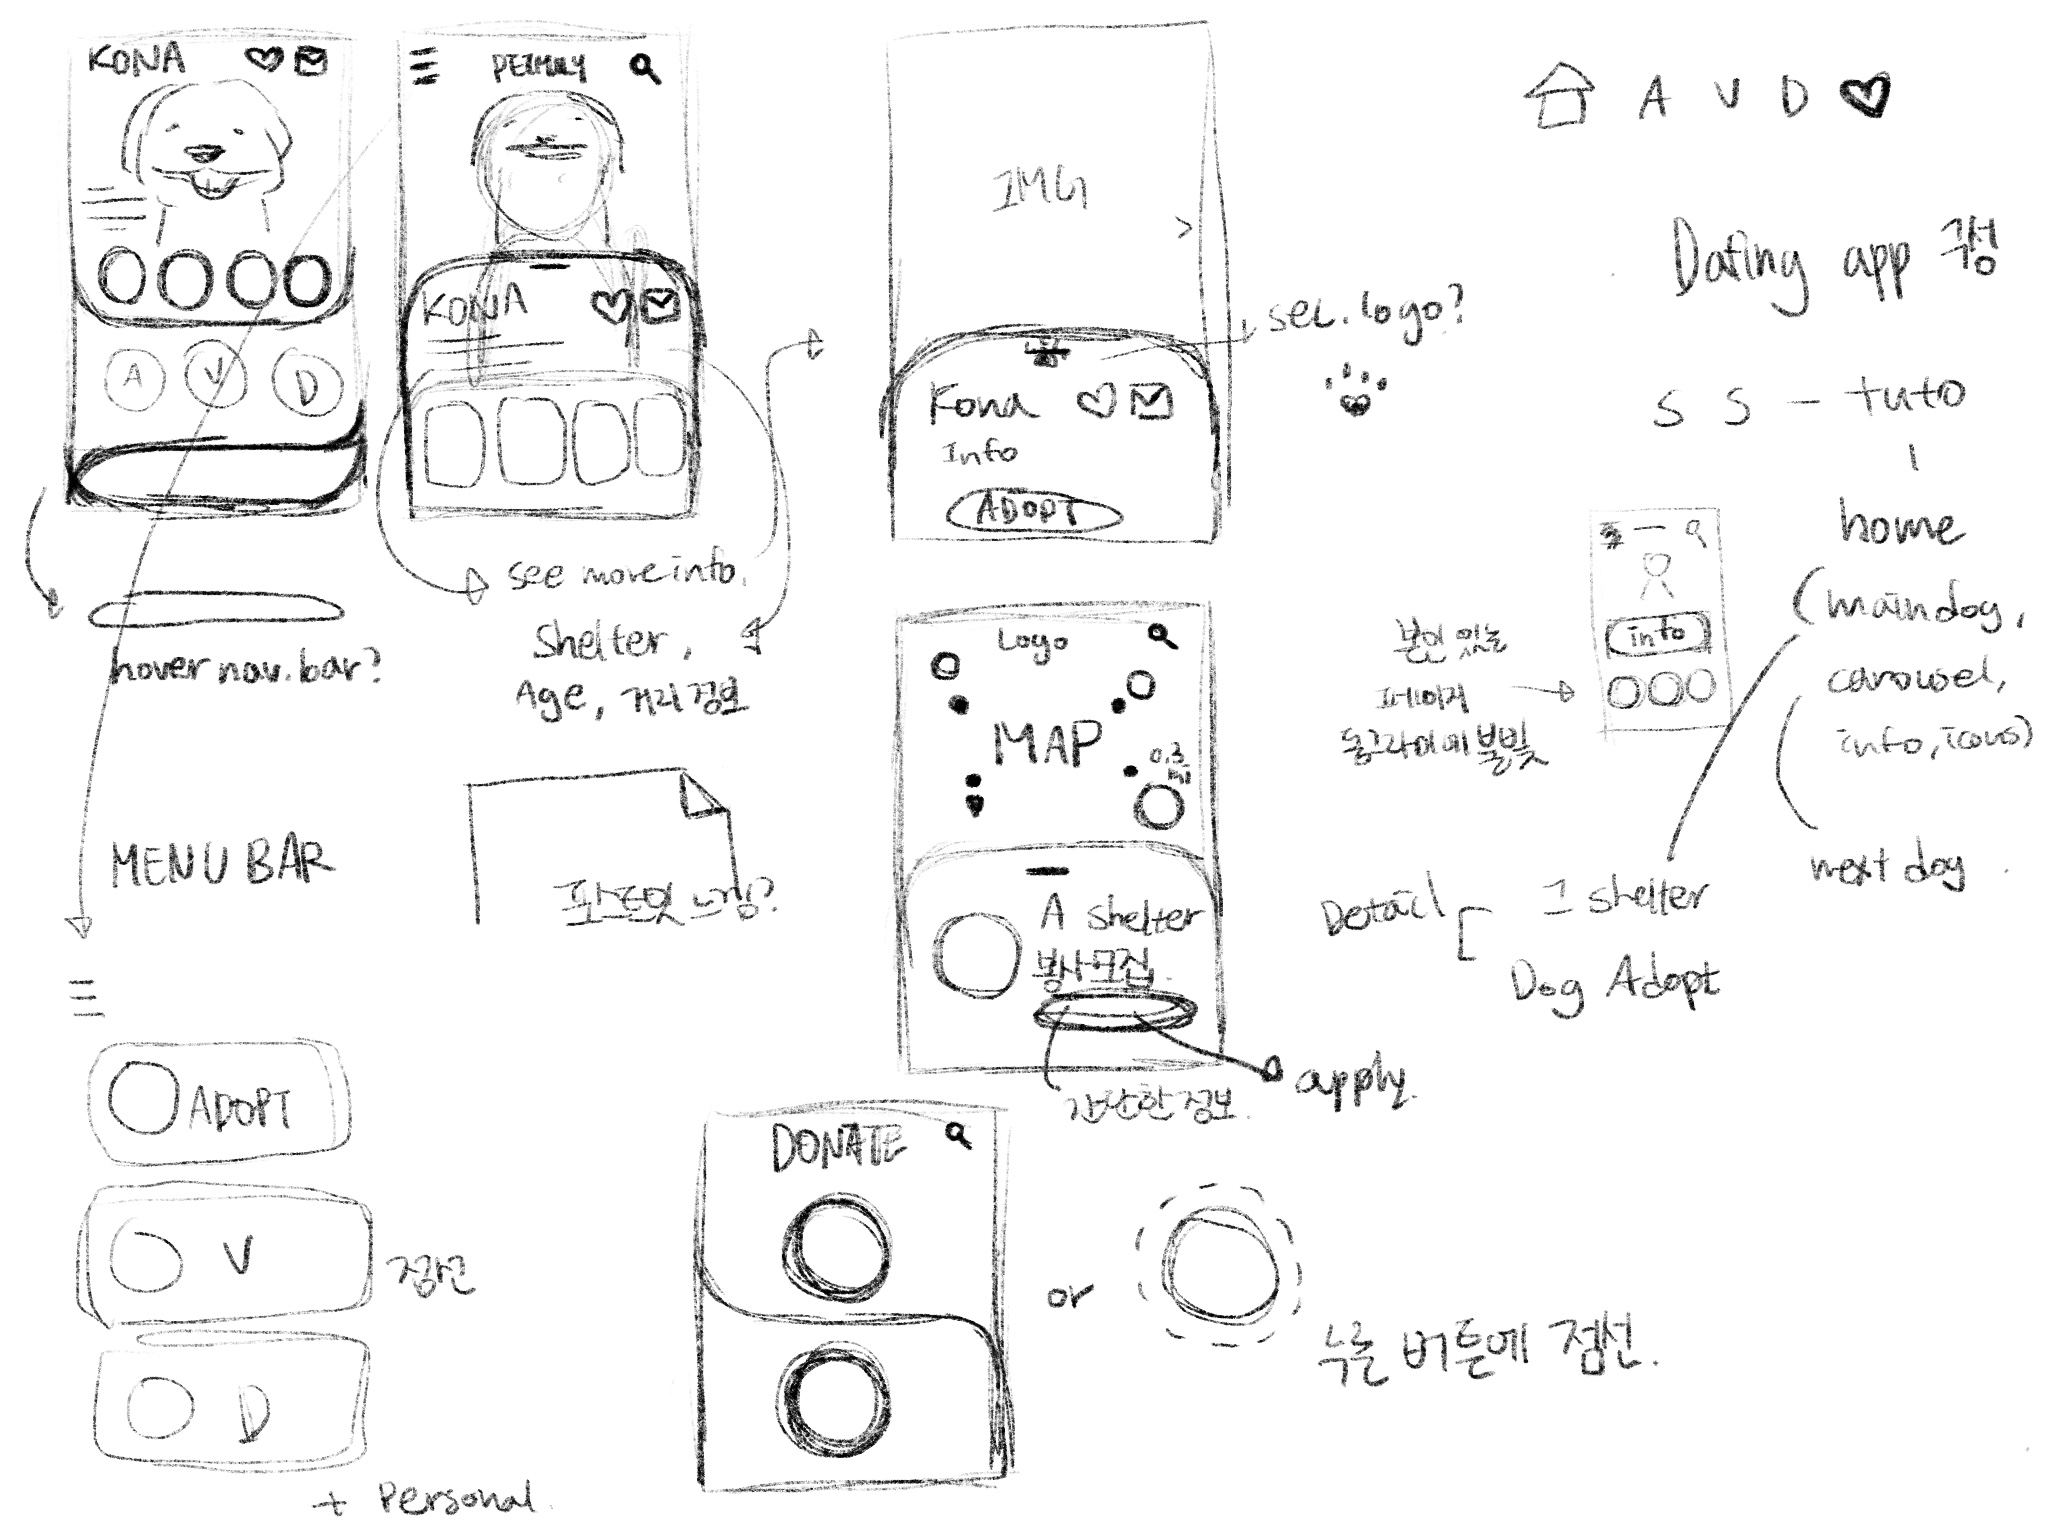 KONA
A V D
hover nav. bar?
MENU BAR
ADOPT
V
D
정보
+ Personal.
PETMILY
KONA
see more info.
Shelter,
Age, 거리 정보
포스트잇 느낌?
IMG
>
sec. logo?
Kona
Info
ADOPT
Logo
MAP
0.3
km
A shelter
봉사모집
간단한 정보.
apply.
DONATE
or
누를 버튼에 점선.
A V D
Dating app 구성
S S - tuto
home
(main dog,
carousel,
info, icons)
next dog.
info
본인 있는
페이지
동그라미에 불빛
Detail
1 shelter
Dog Adopt